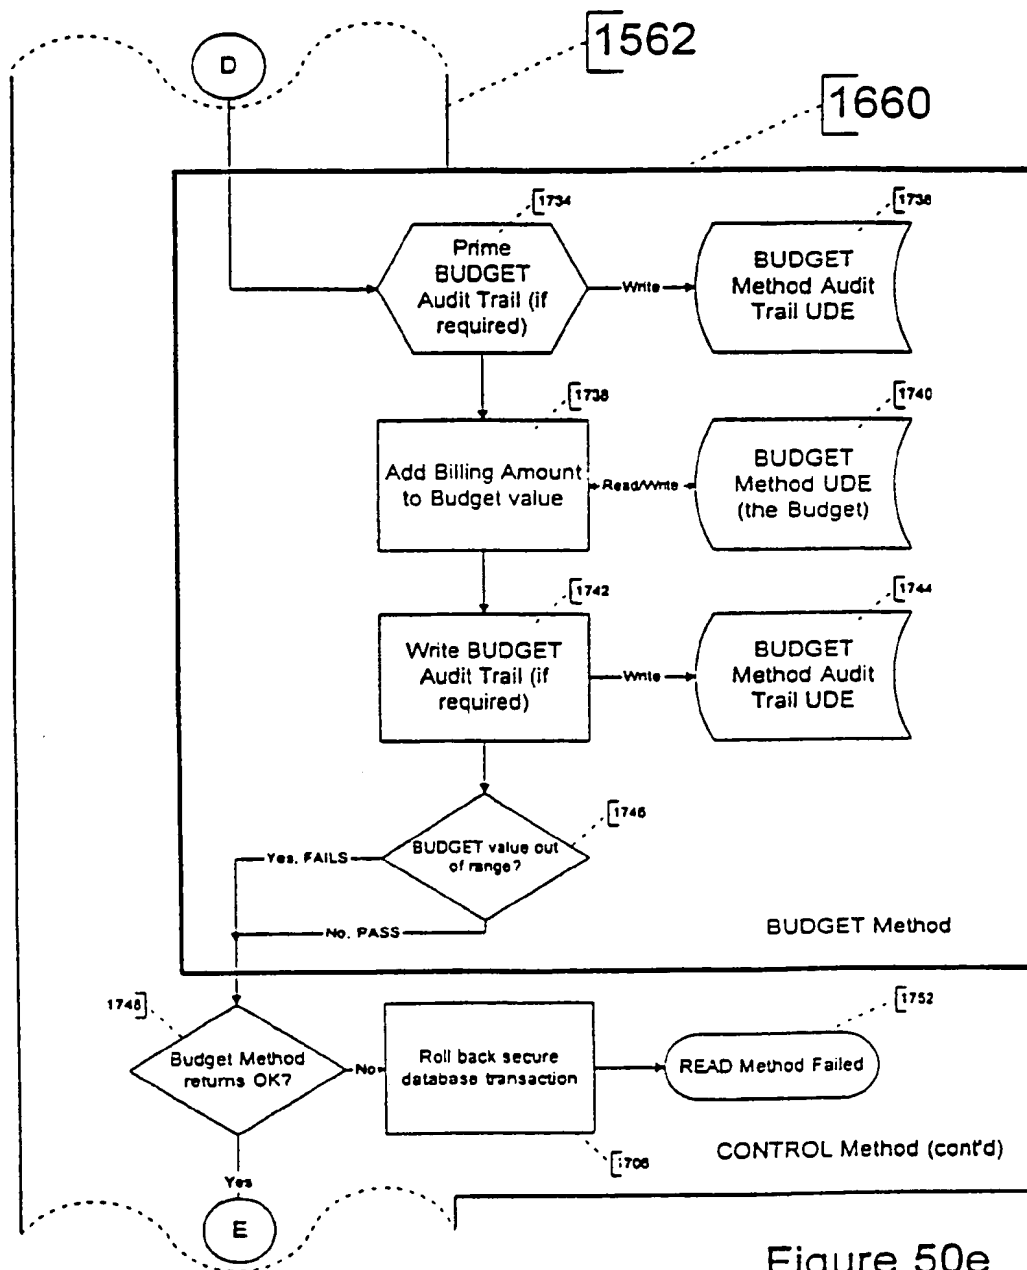 D
1562
1660
1734
Prime
BUDGET
Audit Trail (if
required)
Write
1736
BUDGET
Method Audit
Trail UDE
1738
Add Billing Amount
to Budget value
Read/Write
1740
BUDGET
Method UDE
(the Budget)
1742
Write BUDGET
Audit Trail (if
required)
Write
1744
BUDGET
Method Audit
Trail UDE
1746
BUDGET value out
of range?
Yes, FAILS
No, PASS
BUDGET Method
1748
Budget Method
returns OK?
No
Roll back secure
database transaction
1752
READ Method Failed
1706
CONTROL Method (cont'd)
Yes
E
Figure 50e